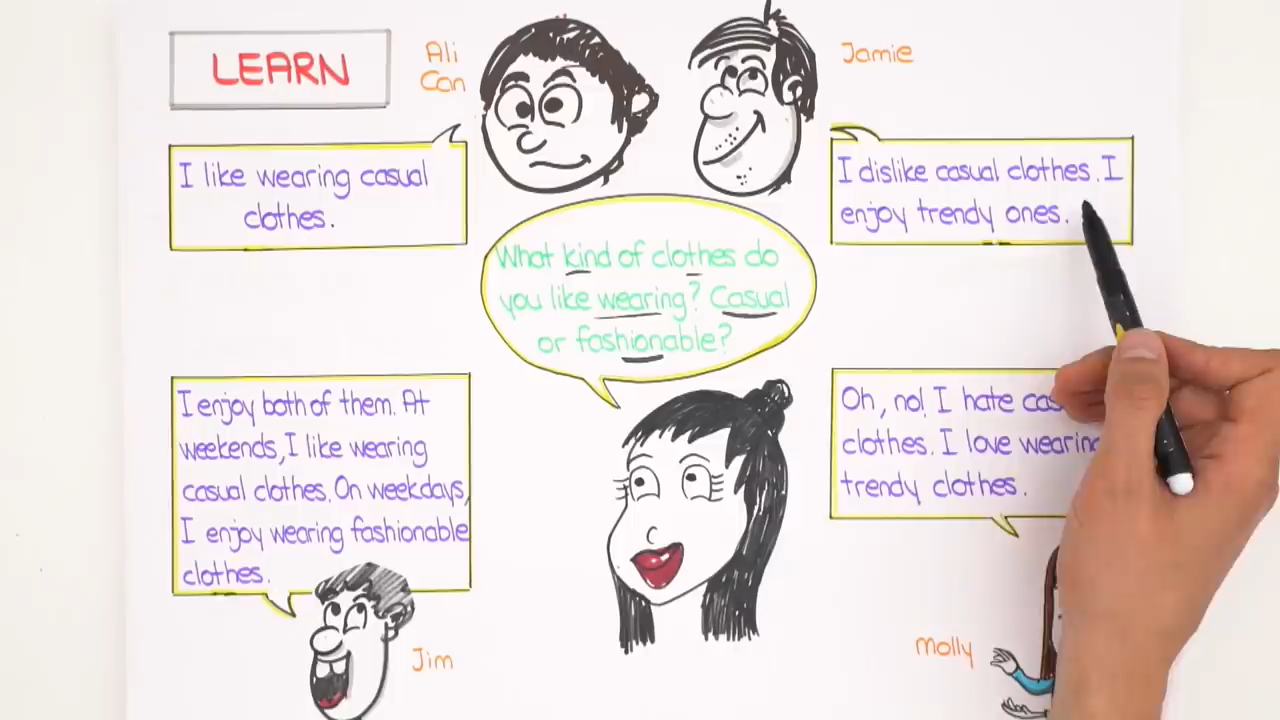 LEARN
Ali
Can
Jamie
I like wearing casual
clothes.
I dislike casual clothes. I
enjoy trendy ones.
What kind of clothes do
you like wearing? Casual
or fashionable?
I enjoy both of them. At
weekends, I like wearing
casual clothes. On weekdays,
I enjoy wearing fashionable
clothes.
Oh, no! I hate
clothes. I love wearing
trendy clothes.
Jim
Molly